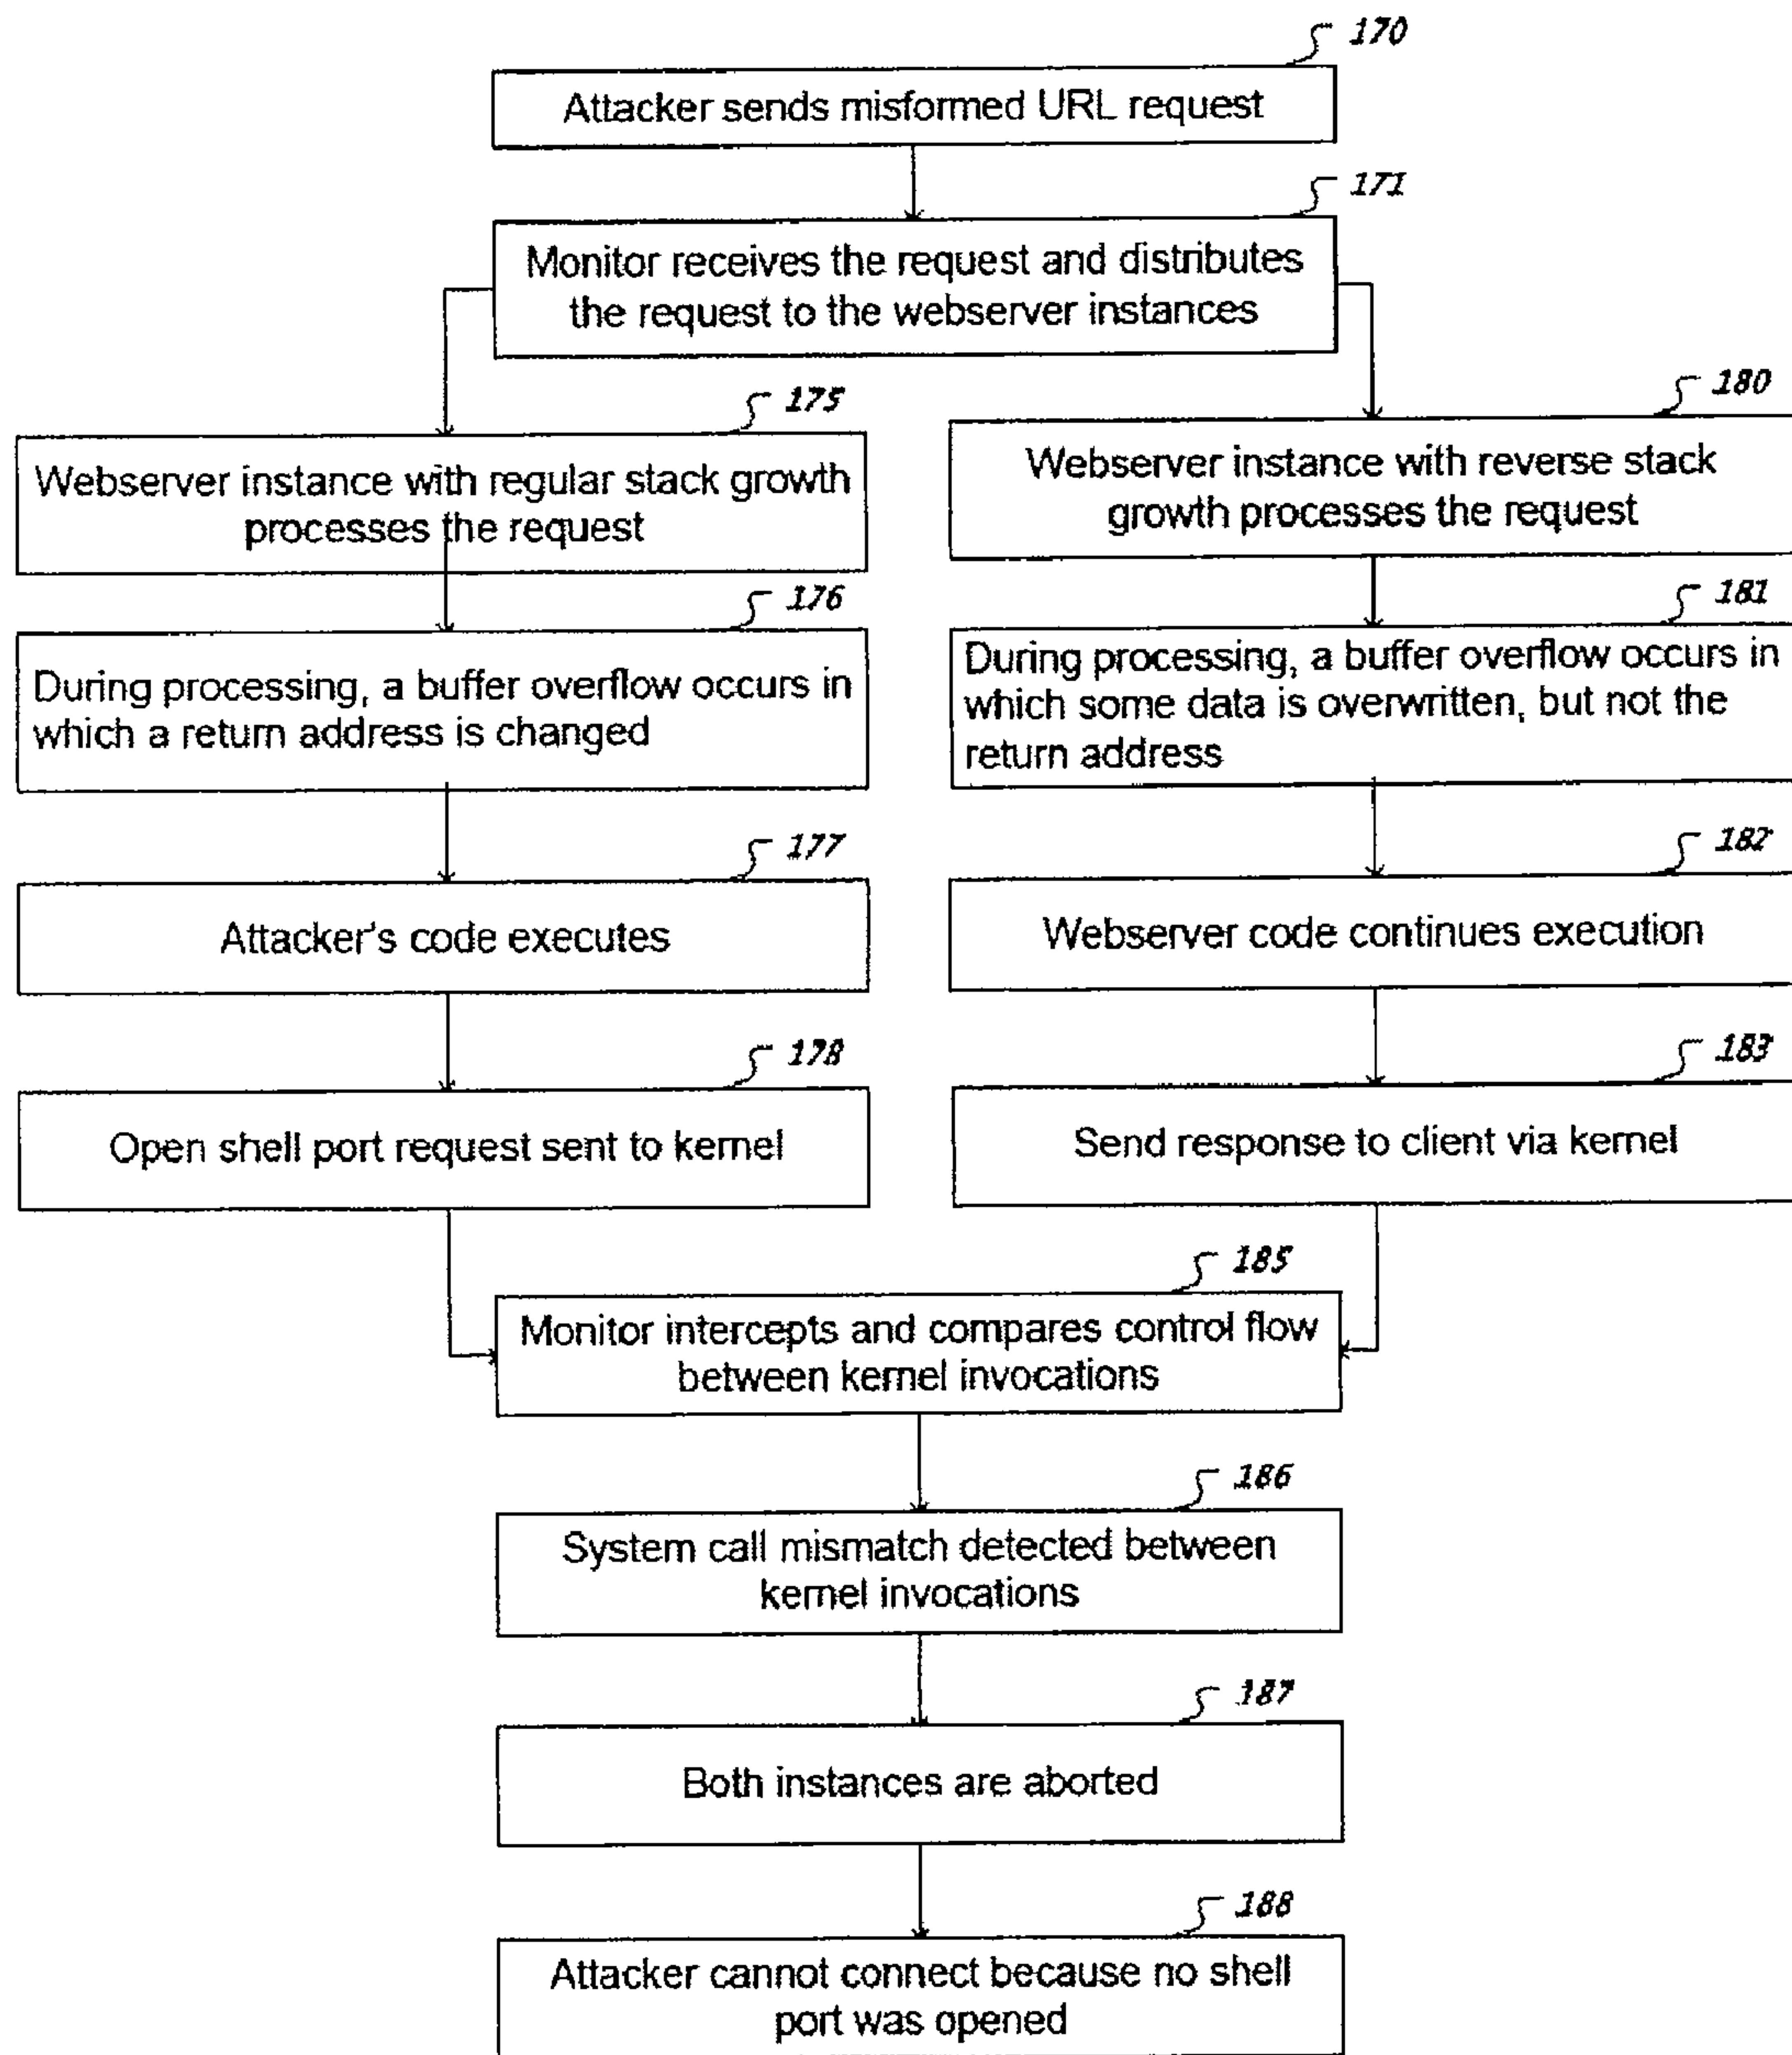 170
Attacker sends misformed URL request
171
Monitor receives the request and distributes
the request to the webserver instances
175
Webserver instance with regular stack growth
processes the request
180
Webserver instance with reverse stack
growth processes the request
176
During processing, a buffer overflow occurs in
which a return address is changed
181
During processing, a buffer overflow occurs in
which some data is overwritten, but not the
return address
177
Attacker's code executes
182
Webserver code continues execution
178
Open shell port request sent to kernel
183
Send response to client via kernel
185
Monitor intercepts and compares control flow
between kernel invocations
186
System call mismatch detected between
kernel invocations
187
Both instances are aborted
188
Attacker cannot connect because no shell
port was opened